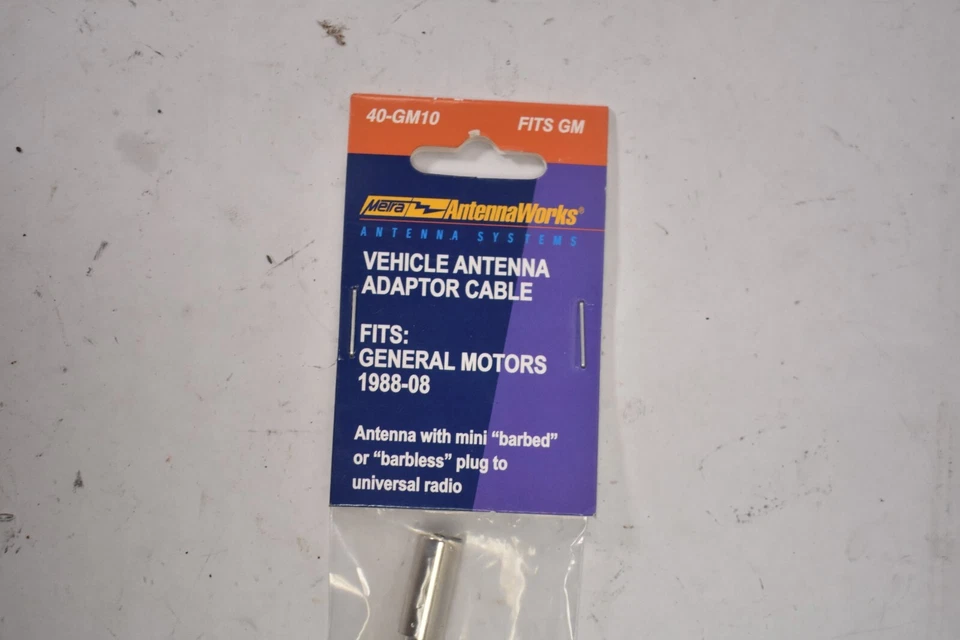 40-GM10
FITS GM
Metra AntennaWorks®
ANTENNA SYSTEMS
VEHICLE ANTENNA
ADAPTOR CABLE
FITS:
GENERAL MOTORS
1988-08
Antenna with mini “barbed”
or “barbless” plug to
universal radio